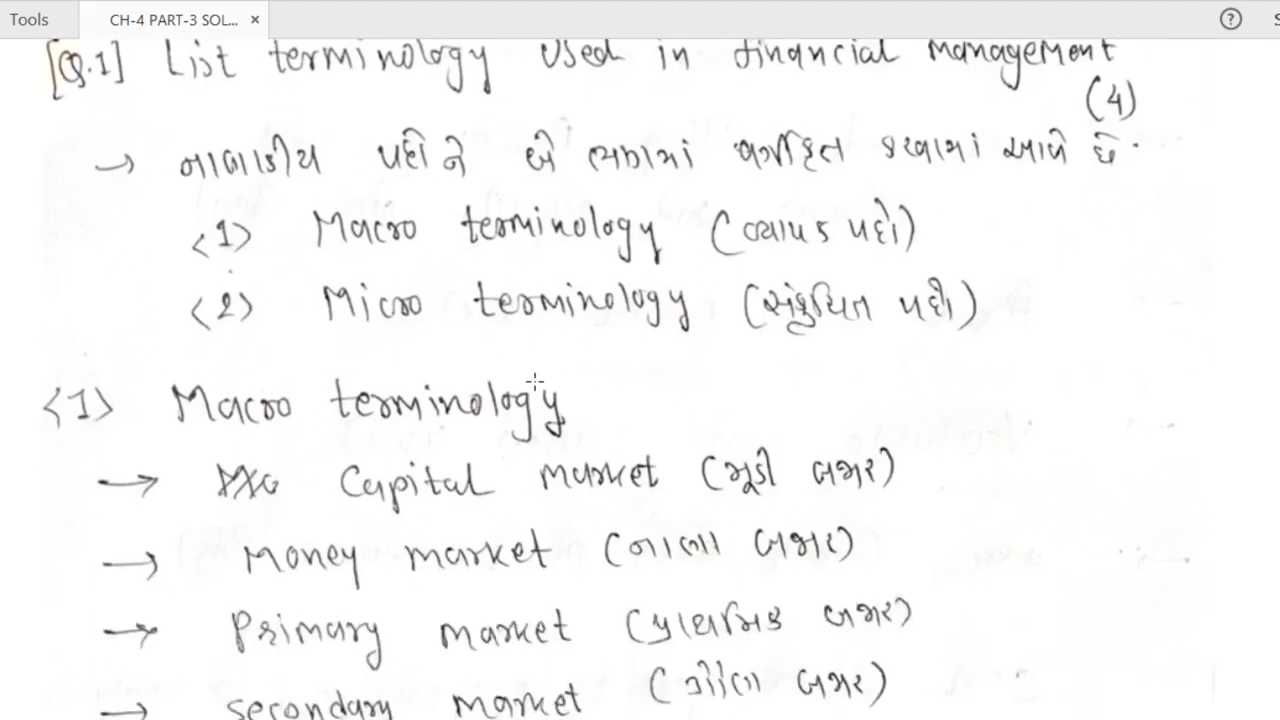 Tools CH-4 PART-3 SOL... × ?
[Q.1] List terminology used in financial management
(4)
→ નાણાકીય પદો ને બે ભાગમાં વર્ગીકૃત કરવામાં આવે છે.
<1> Macro terminology (વ્યાપક પદો)
<2> Micro terminology (સંકુચિત પદો)
<1> Macro terminology
→ Capital market (મૂડી બજાર)
→ Money market (નાણા બજાર)
→ Primary market (પ્રાથમિક બજાર)
→ secondary market (ગૌણ બજાર)